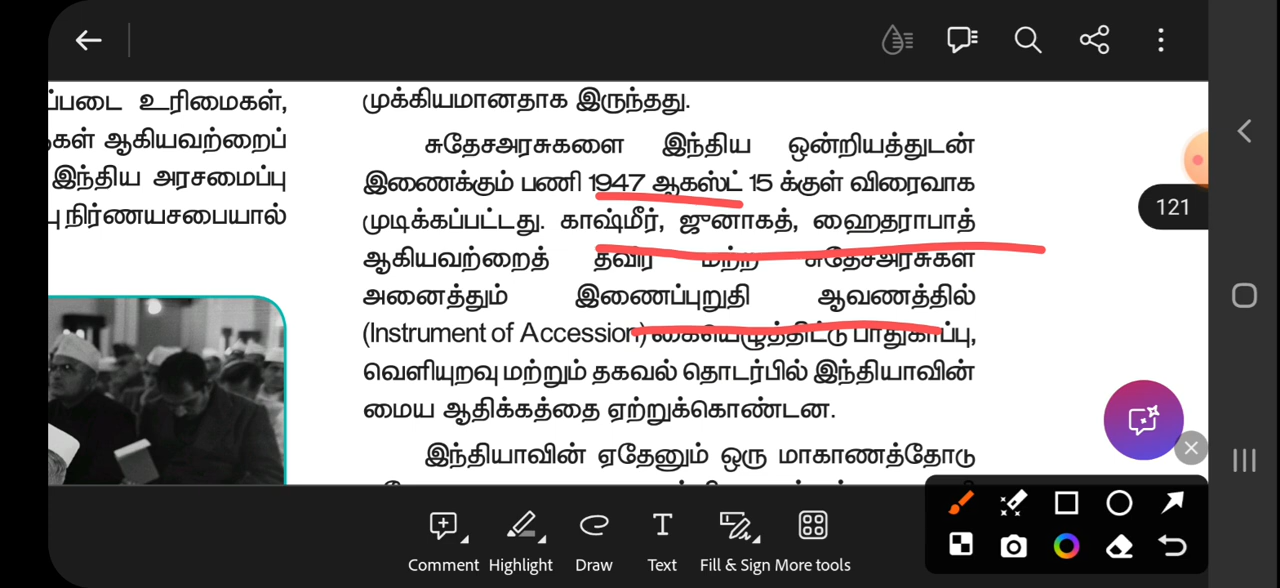 ப்படை உரிமைகள்,
ஆகியவற்றைப்
இந்திய அரசமைப்பு
நிர்ணயசபையால்
முக்கியமானதாக இருந்தது.
சுதேசஅரசுகளை இந்திய ஒன்றியத்துடன்
இணைக்கும் பணி 1947 ஆகஸ்ட் 15 க்குள் விரைவாக
முடிக்கப்பட்டது. காஷ்மீர், ஜுனாகத், ஹைதராபாத்
ஆகியவற்றைத் தவிர மற்ற சுதேசஅரசுகள்
அனைத்தும் இணைப்புறுதி ஆவணத்தில்
(Instrument of Accession) கையெழுத்திட்டு பாதுகாப்பு,
வெளியுறவு மற்றும் தகவல் தொடர்பில் இந்தியாவின்
மைய ஆதிக்கத்தை ஏற்றுக்கொண்டன.
இந்தியாவின் ஏதேனும் ஒரு மாகாணத்தோடு
121
Comment Highlight Draw Text Fill & Sign More tools